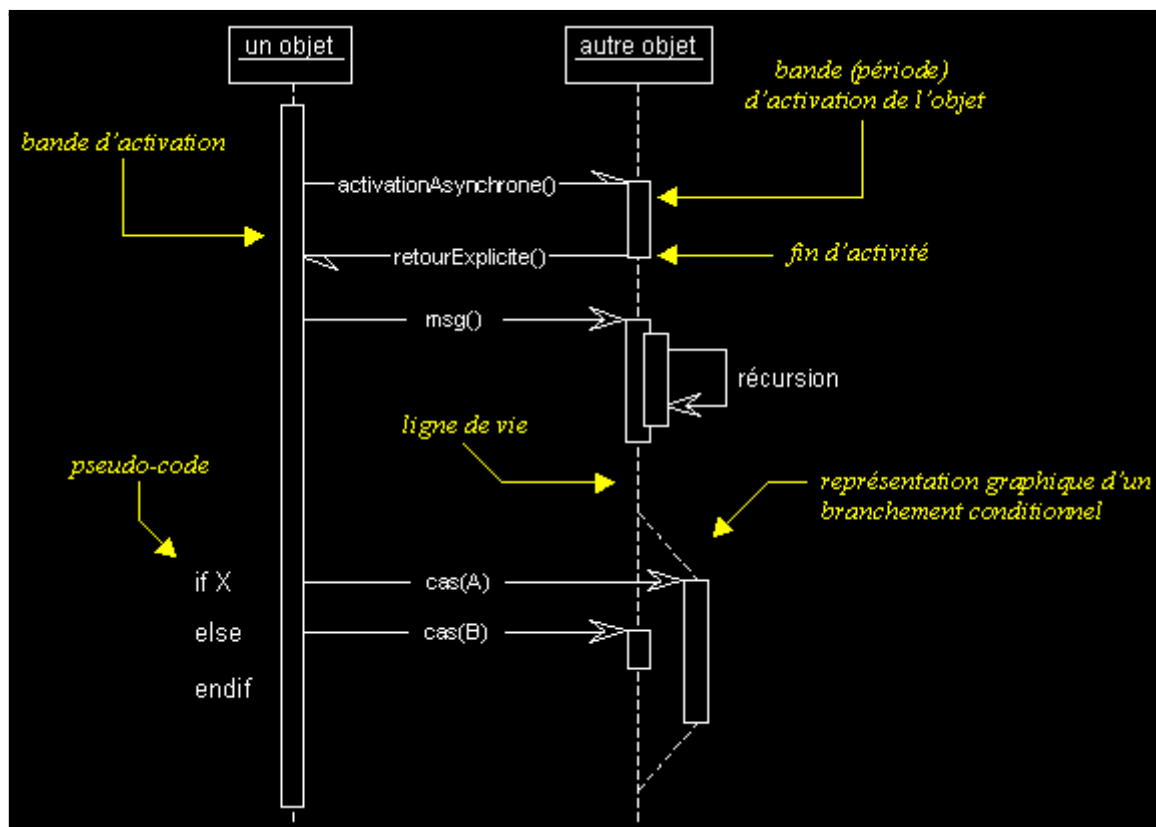 un objet
autre objet
bande (période)
d'activation de l'objet
bande d'activation
activationAsynchrone()
retourExplicite()
fin d'activité
msg()
récursion
ligne de vie
pseudo-code
représentation graphique d'un
branchement conditionnel
if X
cas(A)
else
cas(B)
endif